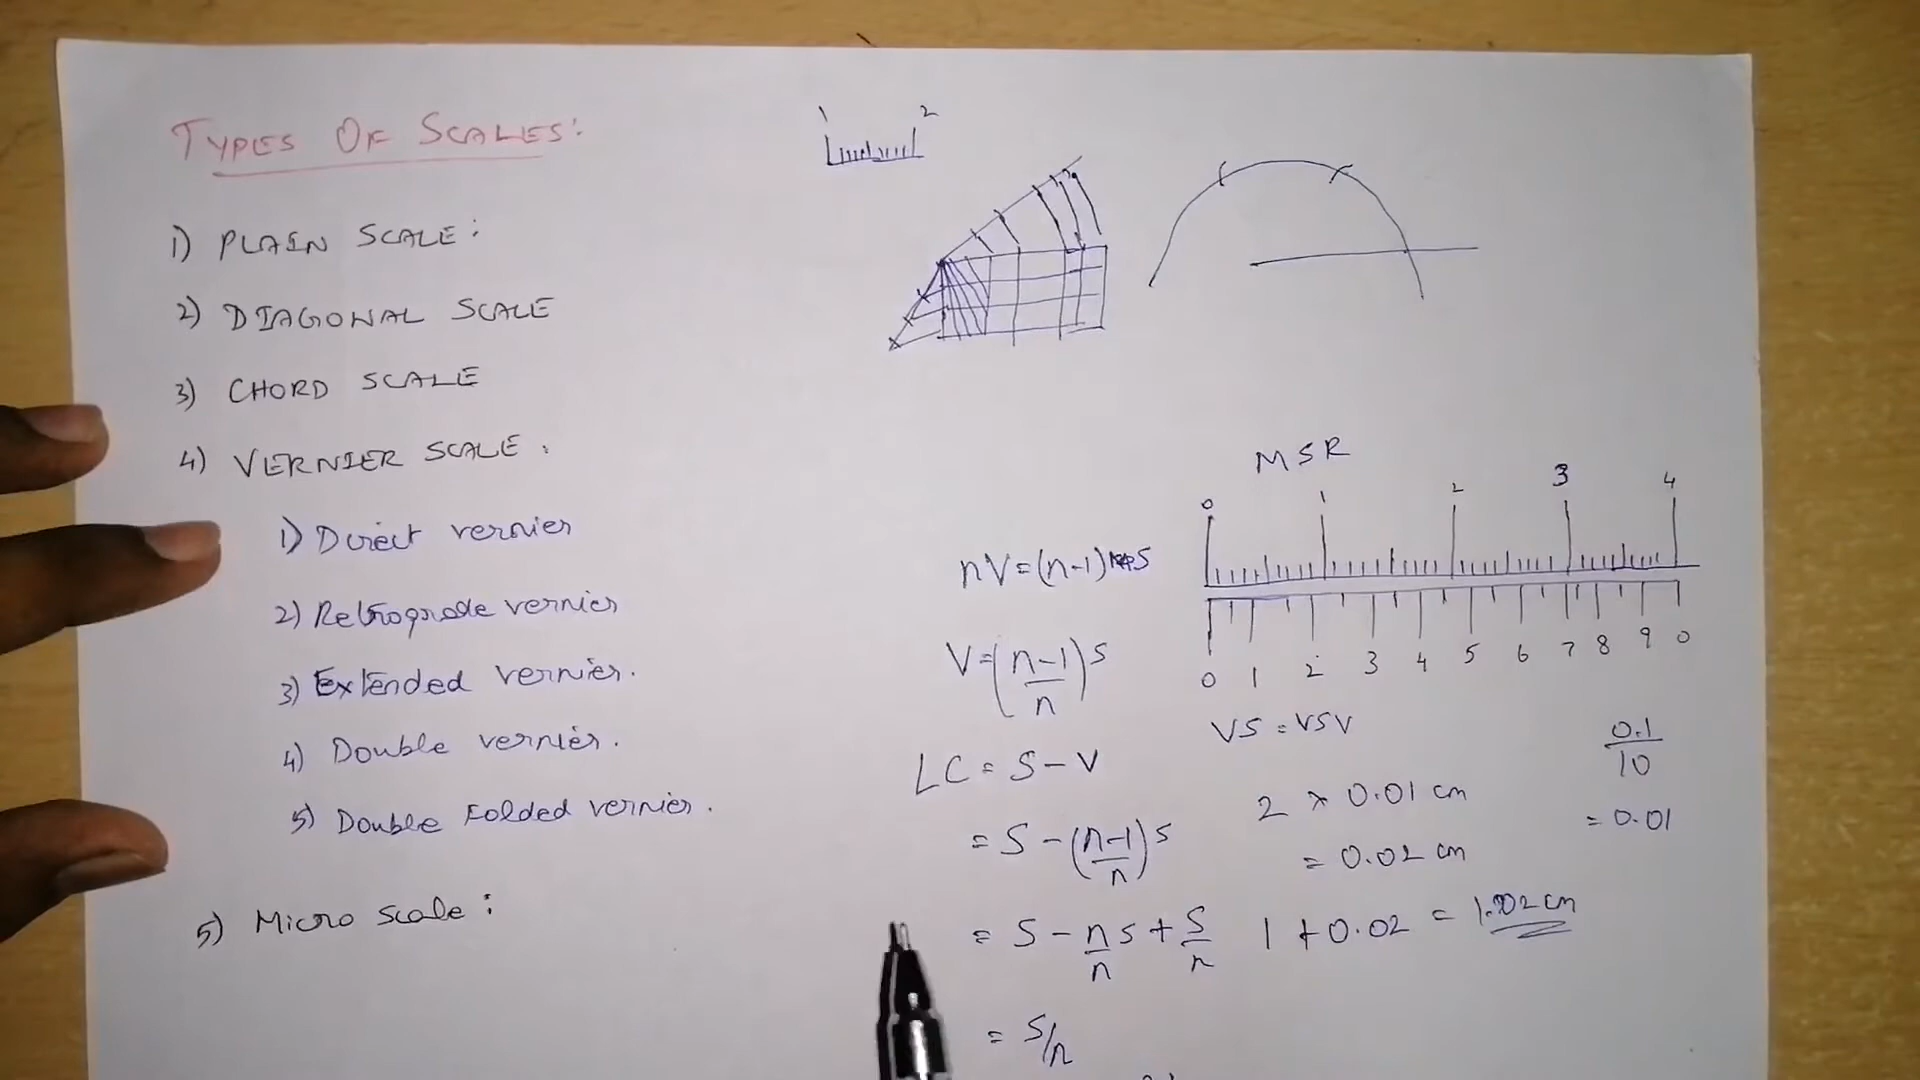 TYPES OF SCALES:
1) PLAIN SCALE:
2) DIAGONAL SCALE
3) CHORD SCALE
4) VERNIER SCALE:
1) Direct vernier
2) Retrograde vernier
3) Extended vernier.
4) Double vernier.
5) Double Folded vernier.
5) Micro scale:
1 2
MSR
0 1 2 3 4
0 1 2 3 4 5 6 7 8 9 0
VS = VSV
nV=(n-1)S
V=(n-1/n)S
LC = S-V
= S-(n-1/n)S
= S - n/n S + S/n
= S/n
2 × 0.01 cm
= 0.02 cm
1 + 0.02 = 1.02 cm
0.1/10
= 0.01